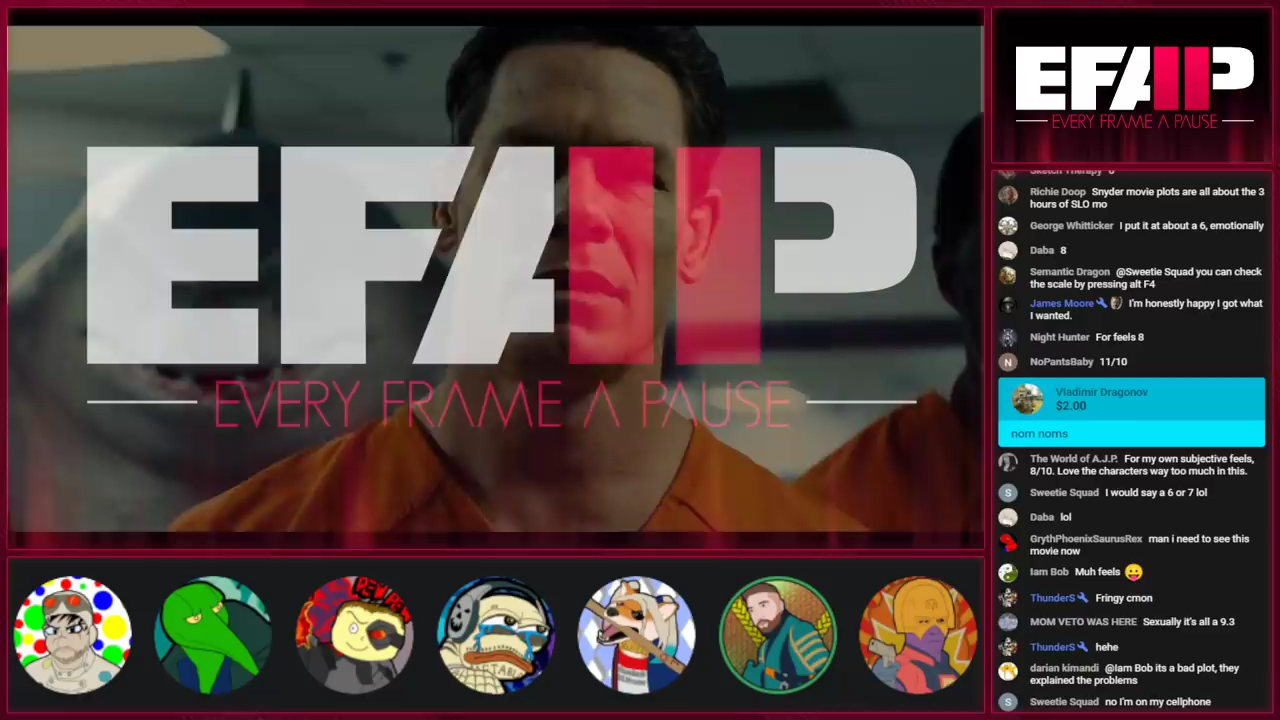 EFAP
EVERY FRAME A PAUSE
EFAP
EVERY FRAME A PAUSE
Sketch Therapy 6
Richie Doop Snyder movie plots are all about the 3
hours of SLO mo
George Whitticker I put it at about a 6, emotionally
Daba 8
Semantic Dragon @Sweetie Squad you can check
the scale by pressing alt F4
James Moore I'm honestly happy I got what
I wanted.
Night Hunter For feels 8
N NoPantsBaby 11/10
Vladimir Dragonov
$2.00
nom noms
The World of A.J.P. For my own subjective feels,
8/10. Love the characters way too much in this.
S Sweetie Squad I would say a 6 or 7 lol
Daba lol
GrythPhoenixSaurusRex man i need to see this
movie now
Iam Bob Muh feels 😛
ThunderS Fringy cmon
MOM VETO WAS HERE Sexually it's all a 9.3
ThunderS hehe
darian kimandi @Iam Bob its a bad plot, they
explained the problems
S Sweetie Squad no I'm on my cellphone